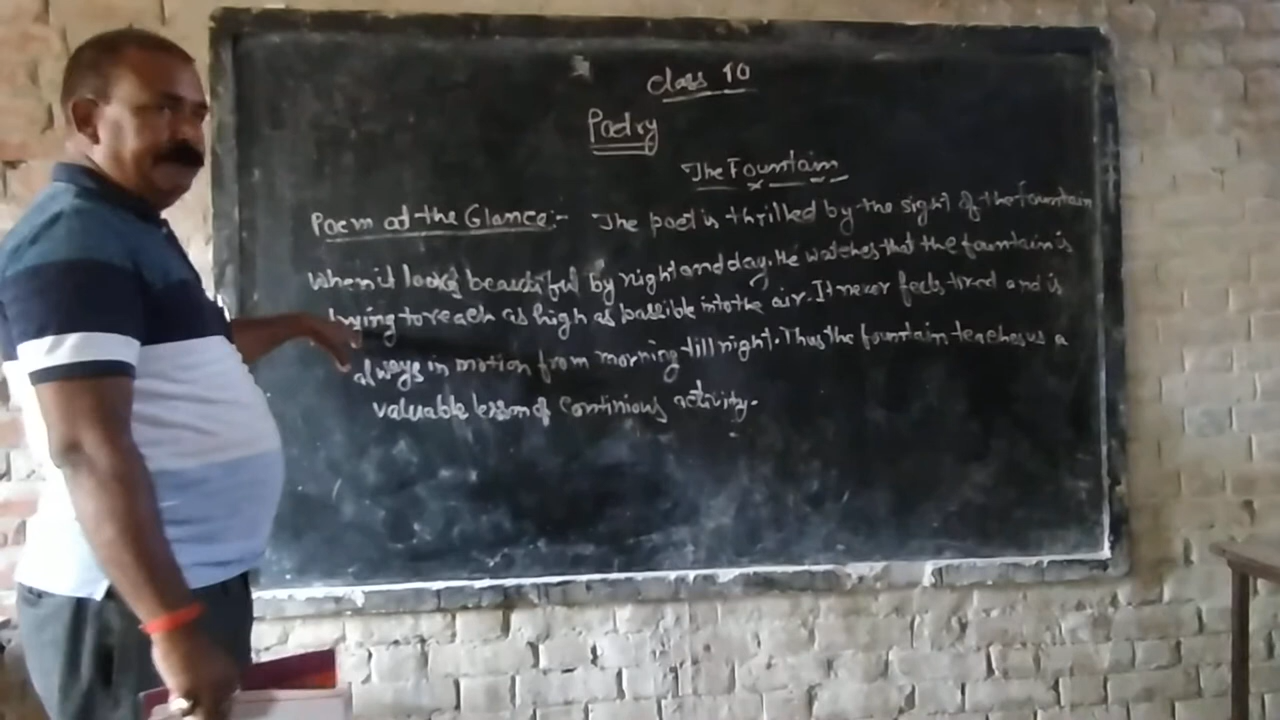 Class 10
Poetry
The Fountain
Poem at the Glance:- The poet is thrilled by the sight of the fountain
when it looks beautiful by night and day. He watches that the fountain is
trying to reach as high as possible into the air. It never feels tired and is
always in motion from morning till night. Thus the fountain teaches us a
valuable lesson of continious activity.